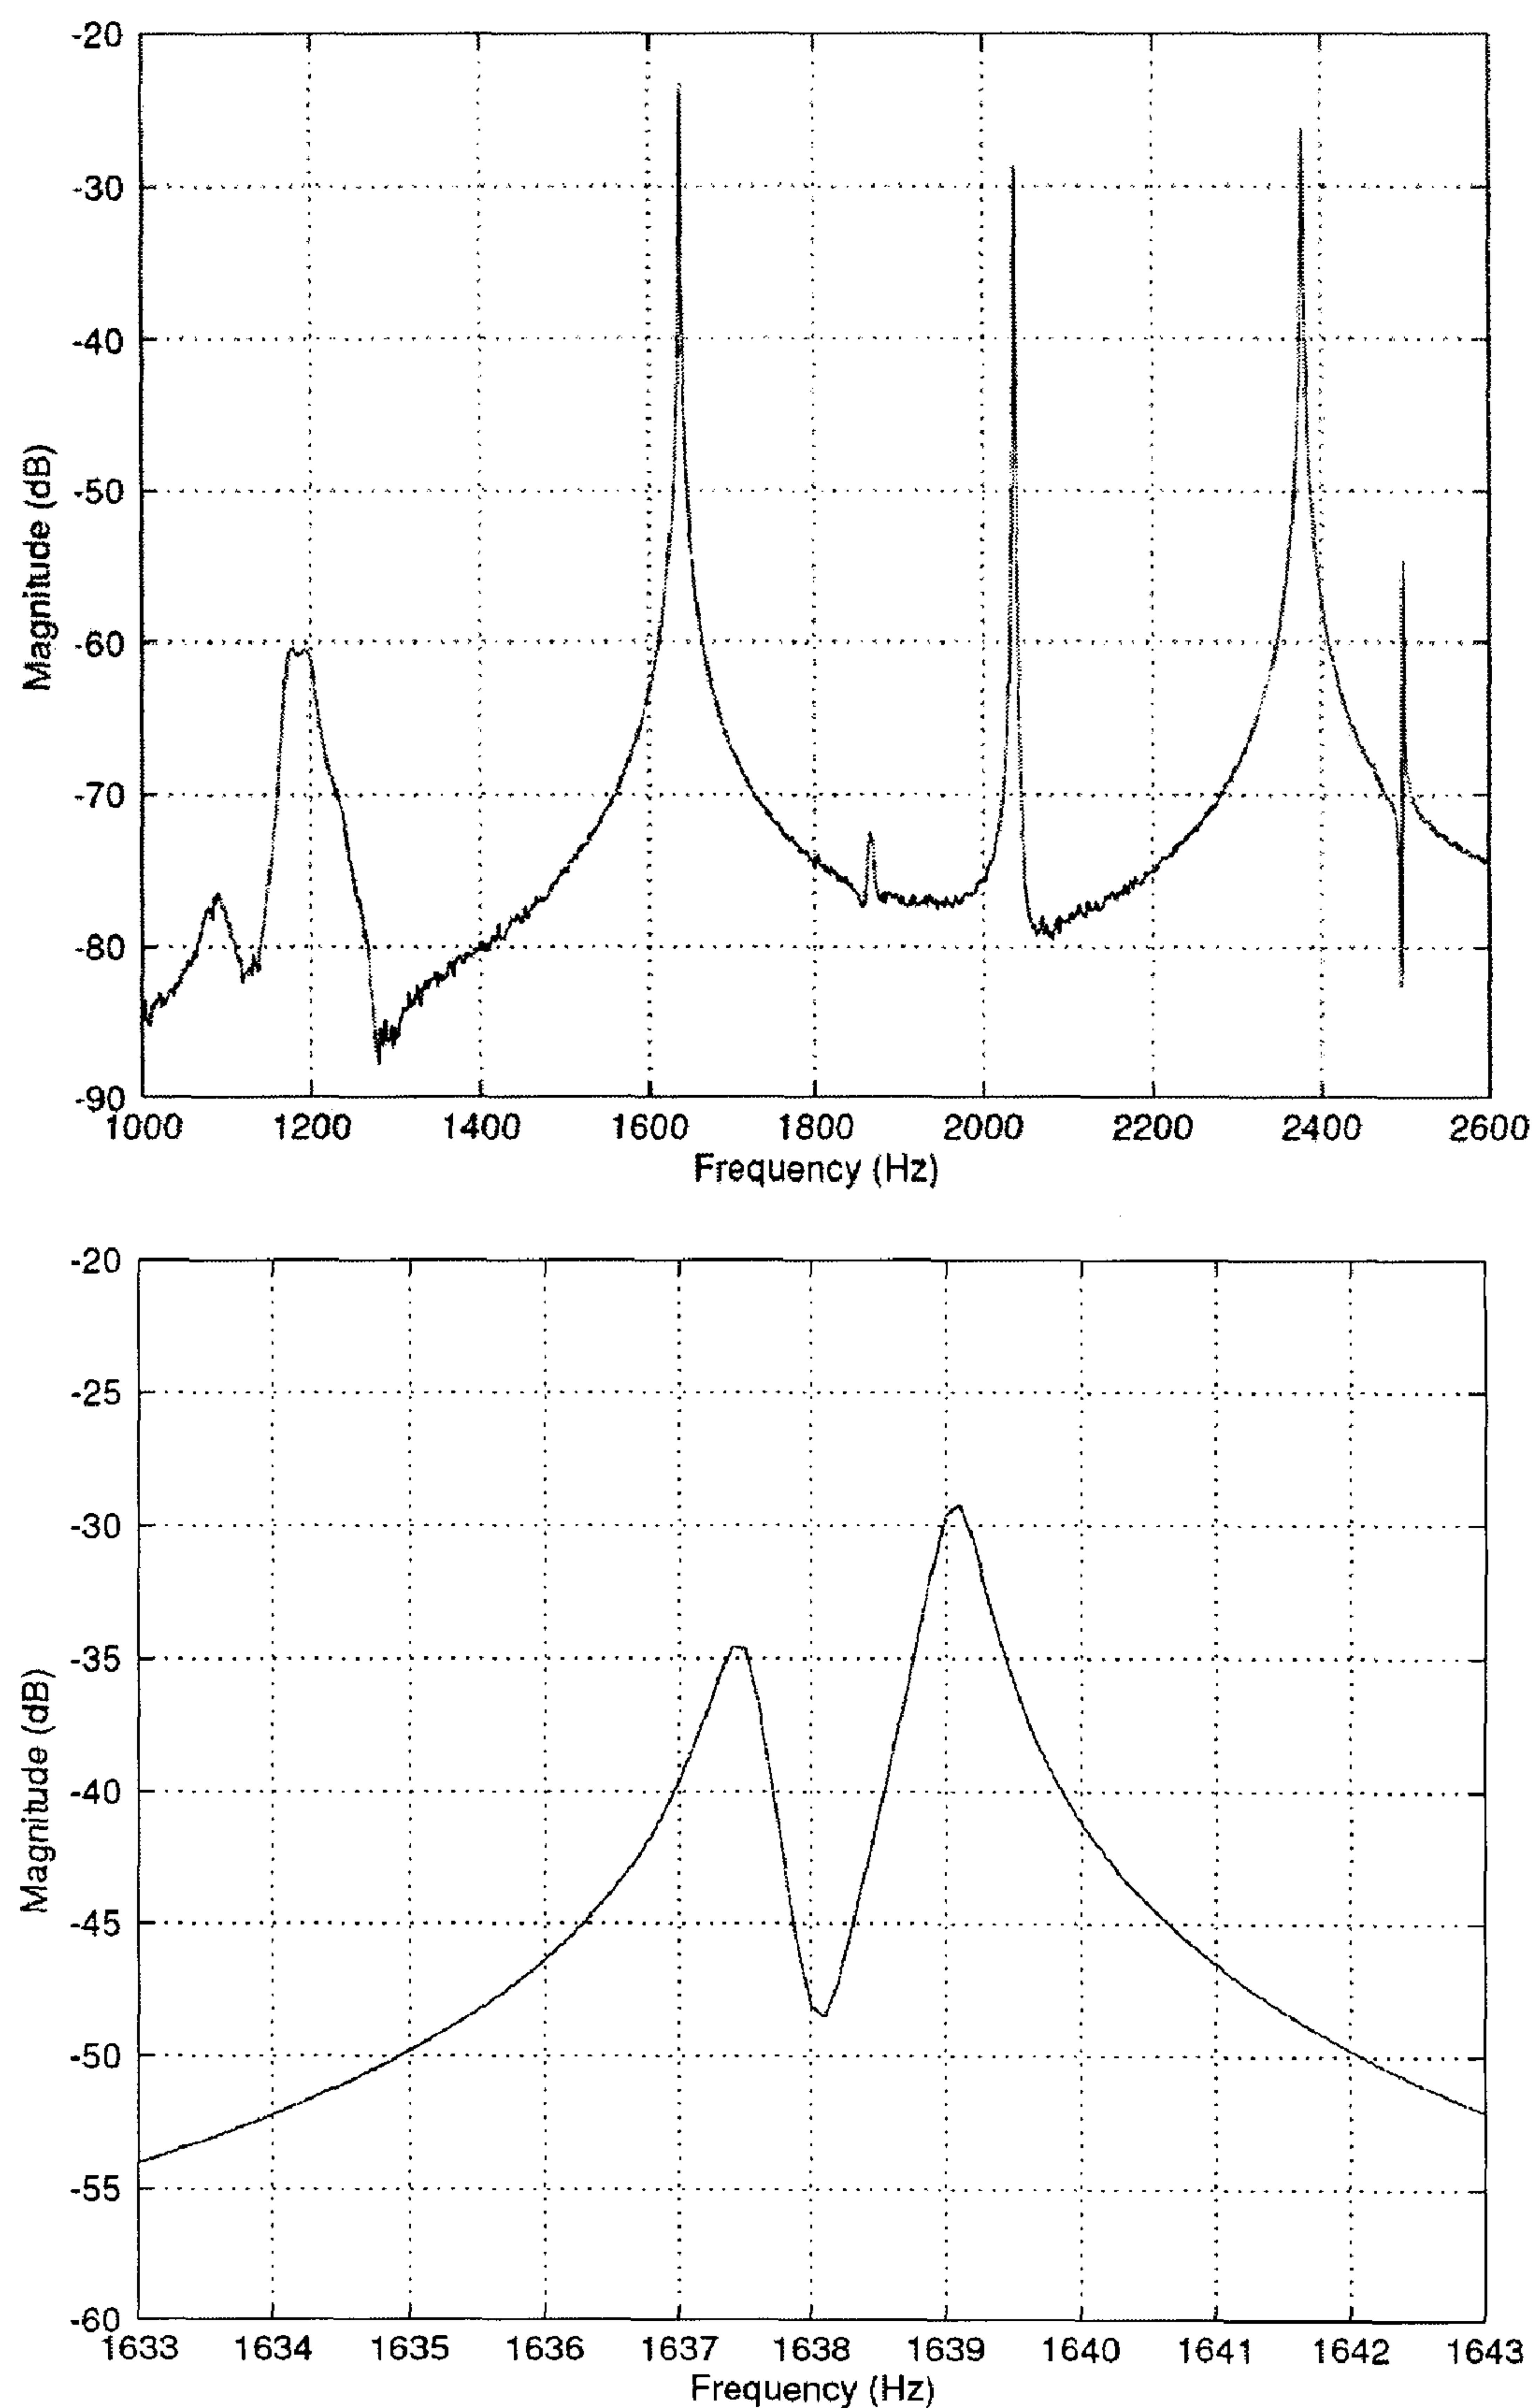 -20
-30
-40
-50
-60
-70
-80
-90
Magnitude (dB)
1000 1200 1400 1600 1800 2000 2200 2400 2600
Frequency (Hz)
-20
-25
-30
-35
-40
-45
-50
-55
-60
Magnitude (dB)
1633 1634 1635 1636 1637 1638 1639 1640 1641 1642 1643
Frequency (Hz)